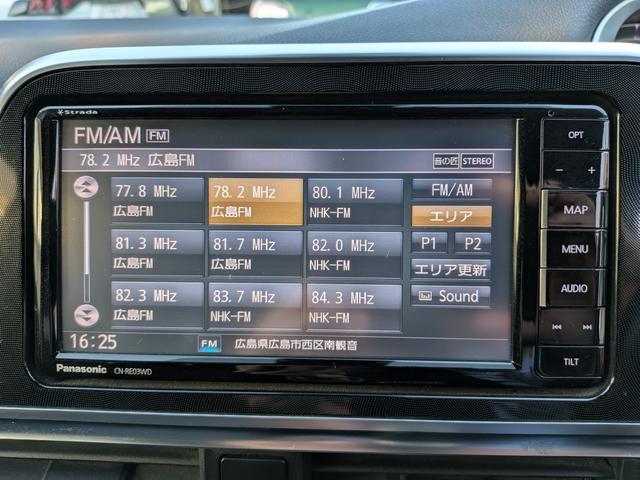 Strada
FM/AM FM
78.2 MHz 広島FM 音の匠 STEREO
77.8 MHz 78.2 MHz 80.1 MHz FM/AM
広島FM 広島FM NHK-FM エリア
81.3 MHz 81.7 MHz 82.0 MHz P1 P2
広島FM 広島FM NHK-FM エリア更新
82.3 MHz 83.7 MHz 84.3 MHz Sound
広島FM NHK-FM NHK-FM
16:25 FM 広島県広島市西区南観音
Panasonic CN-RE03WD
OPT
− +
MAP
MENU
AUDIO
TILT